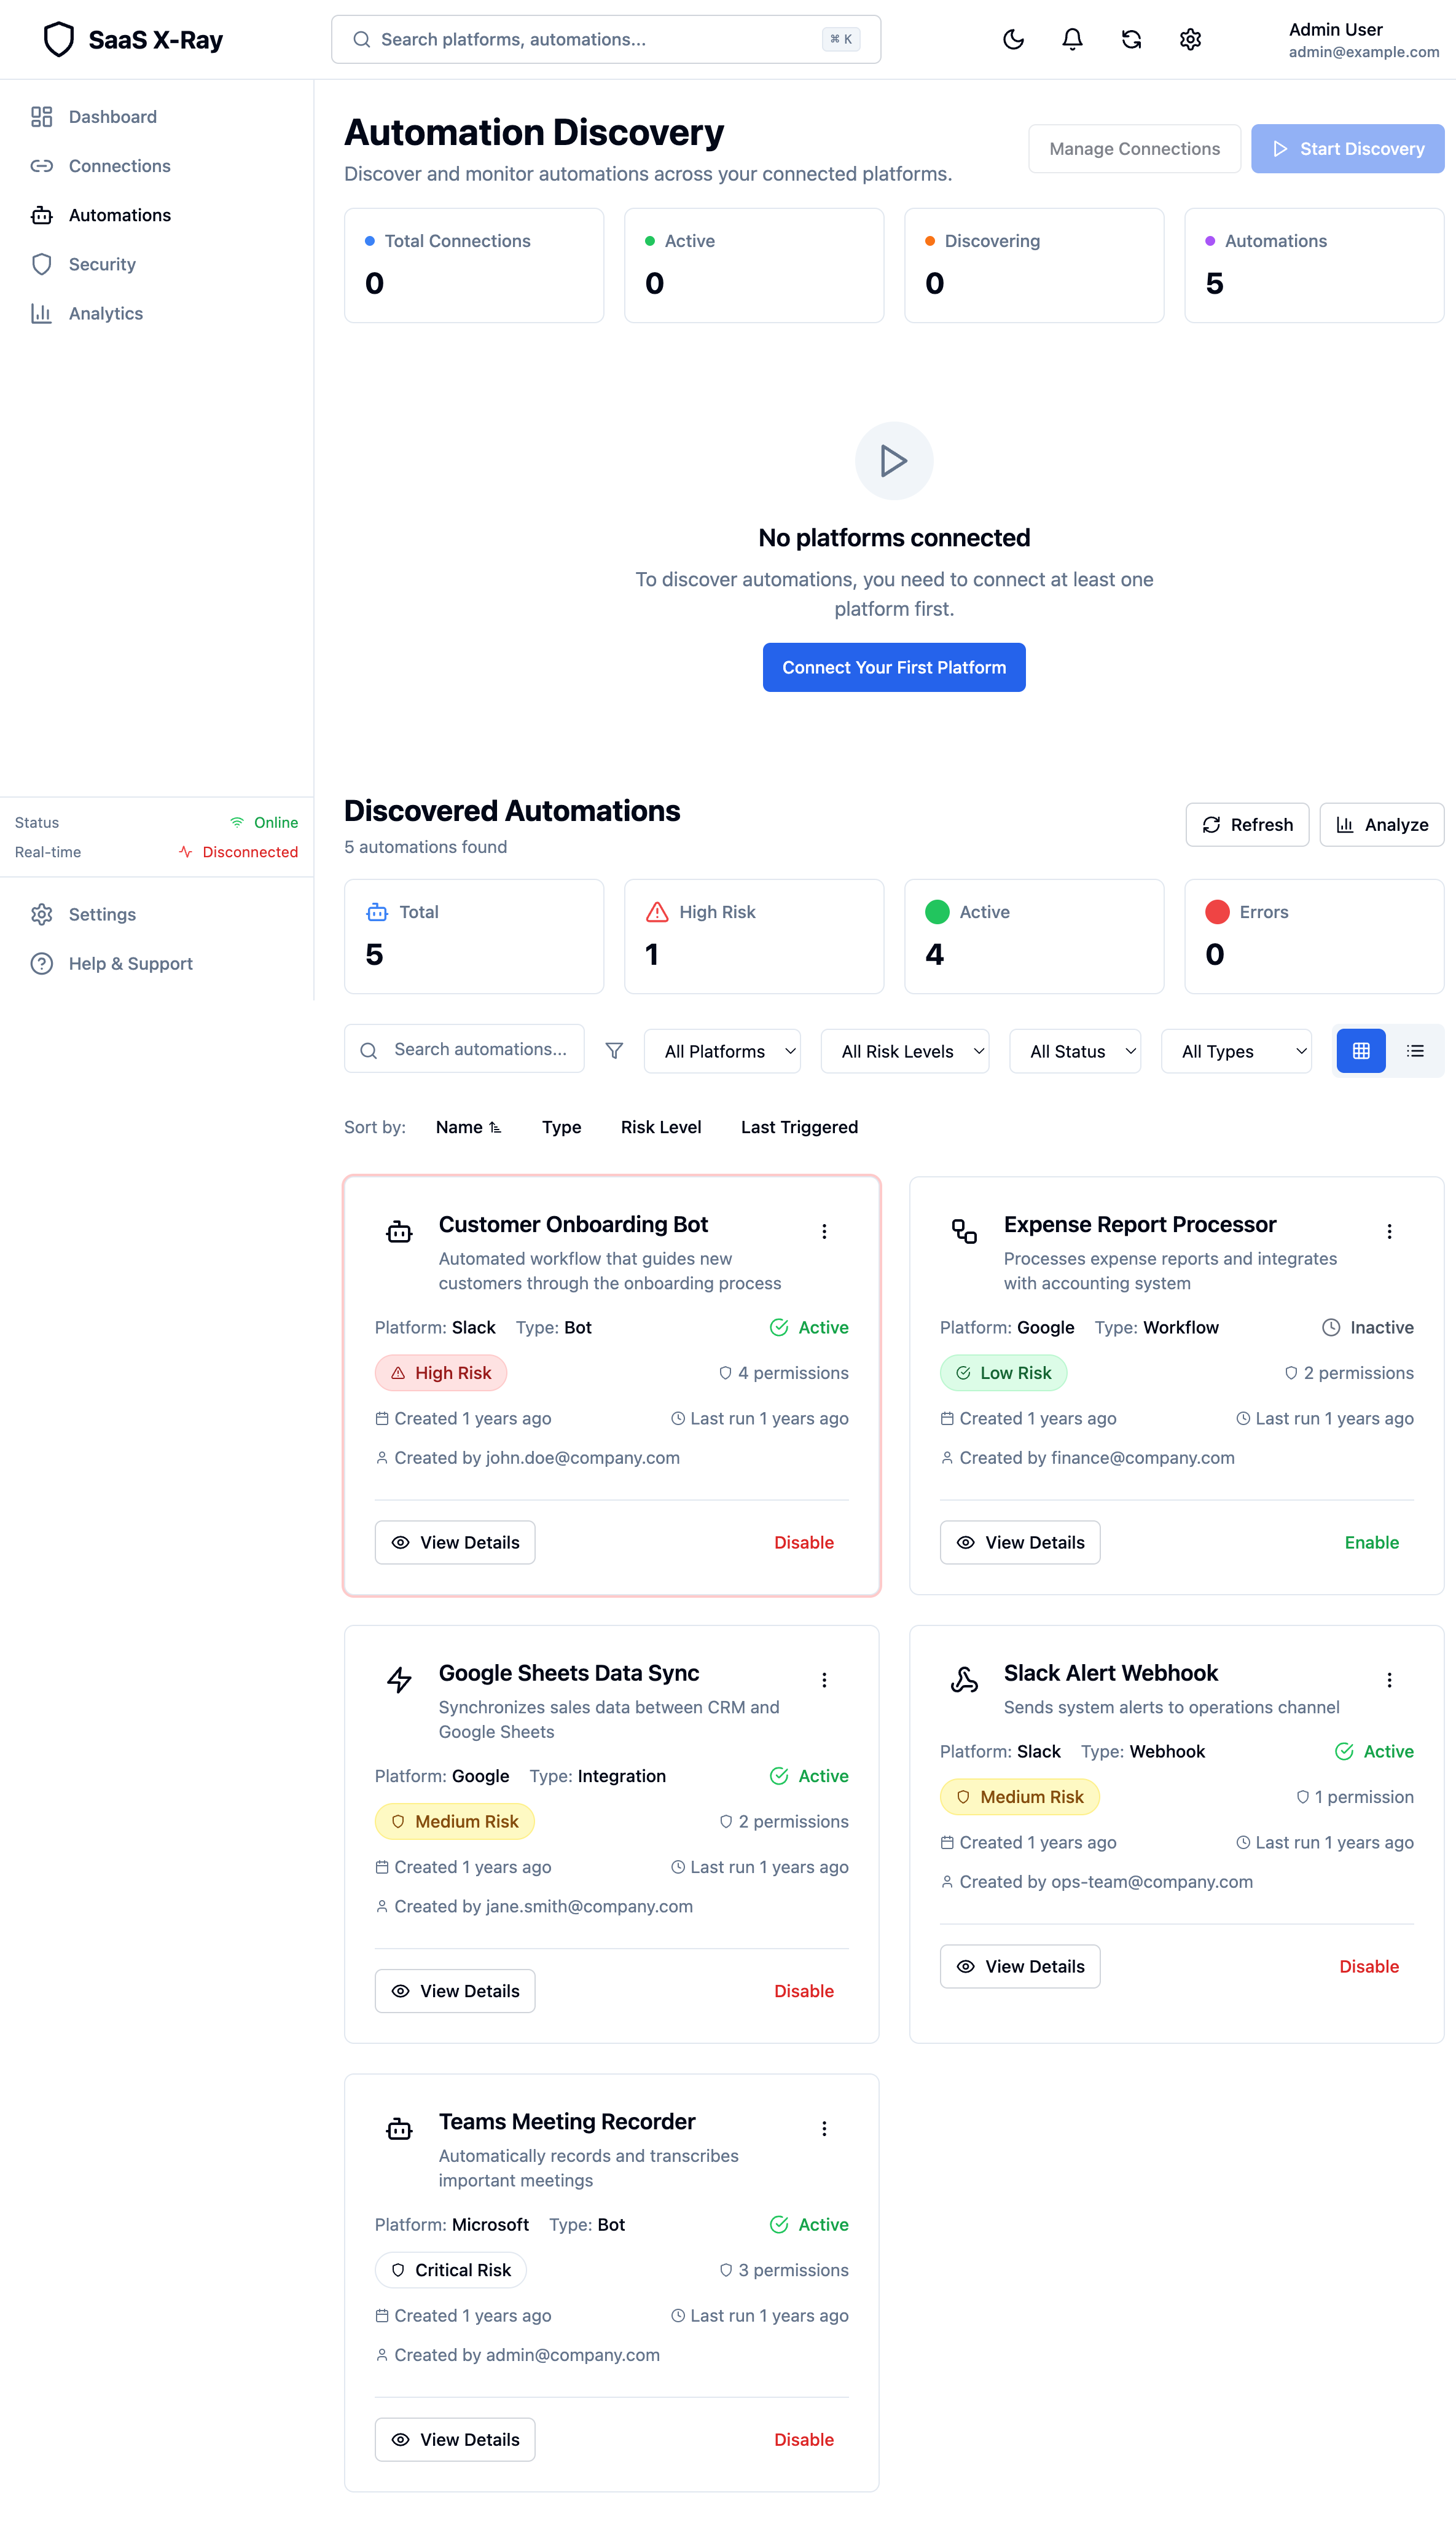 SaaS X-Ray
Search platforms, automations...
⌘ K
Admin User
admin@example.com
Dashboard
Connections
Automations
Security
Analytics
Status
Online
Real-time
Disconnected
Settings
Help & Support
Automation Discovery
Discover and monitor automations across your connected platforms.
Manage Connections
Start Discovery
Total Connections
0
Active
0
Discovering
0
Automations
5
No platforms connected
To discover automations, you need to connect at least one
platform first.
Connect Your First Platform
Discovered Automations
5 automations found
Refresh
Analyze
Total
5
High Risk
1
Active
4
Errors
0
Search automations...
All Platforms
All Risk Levels
All Status
All Types
Sort by: Name Type Risk Level Last Triggered
Customer Onboarding Bot
Automated workflow that guides new
customers through the onboarding process
Platform: Slack Type: Bot Active
High Risk 4 permissions
Created 1 years ago Last run 1 years ago
Created by john.doe@company.com
View Details Disable
Expense Report Processor
Processes expense reports and integrates
with accounting system
Platform: Google Type: Workflow Inactive
Low Risk 2 permissions
Created 1 years ago Last run 1 years ago
Created by finance@company.com
View Details Enable
Google Sheets Data Sync
Synchronizes sales data between CRM and
Google Sheets
Platform: Google Type: Integration Active
Medium Risk 2 permissions
Created 1 years ago Last run 1 years ago
Created by jane.smith@company.com
View Details Disable
Slack Alert Webhook
Sends system alerts to operations channel
Platform: Slack Type: Webhook Active
Medium Risk 1 permission
Created 1 years ago Last run 1 years ago
Created by ops-team@company.com
View Details Disable
Teams Meeting Recorder
Automatically records and transcribes
important meetings
Platform: Microsoft Type: Bot Active
Critical Risk 3 permissions
Created 1 years ago Last run 1 years ago
Created by admin@company.com
View Details Disable